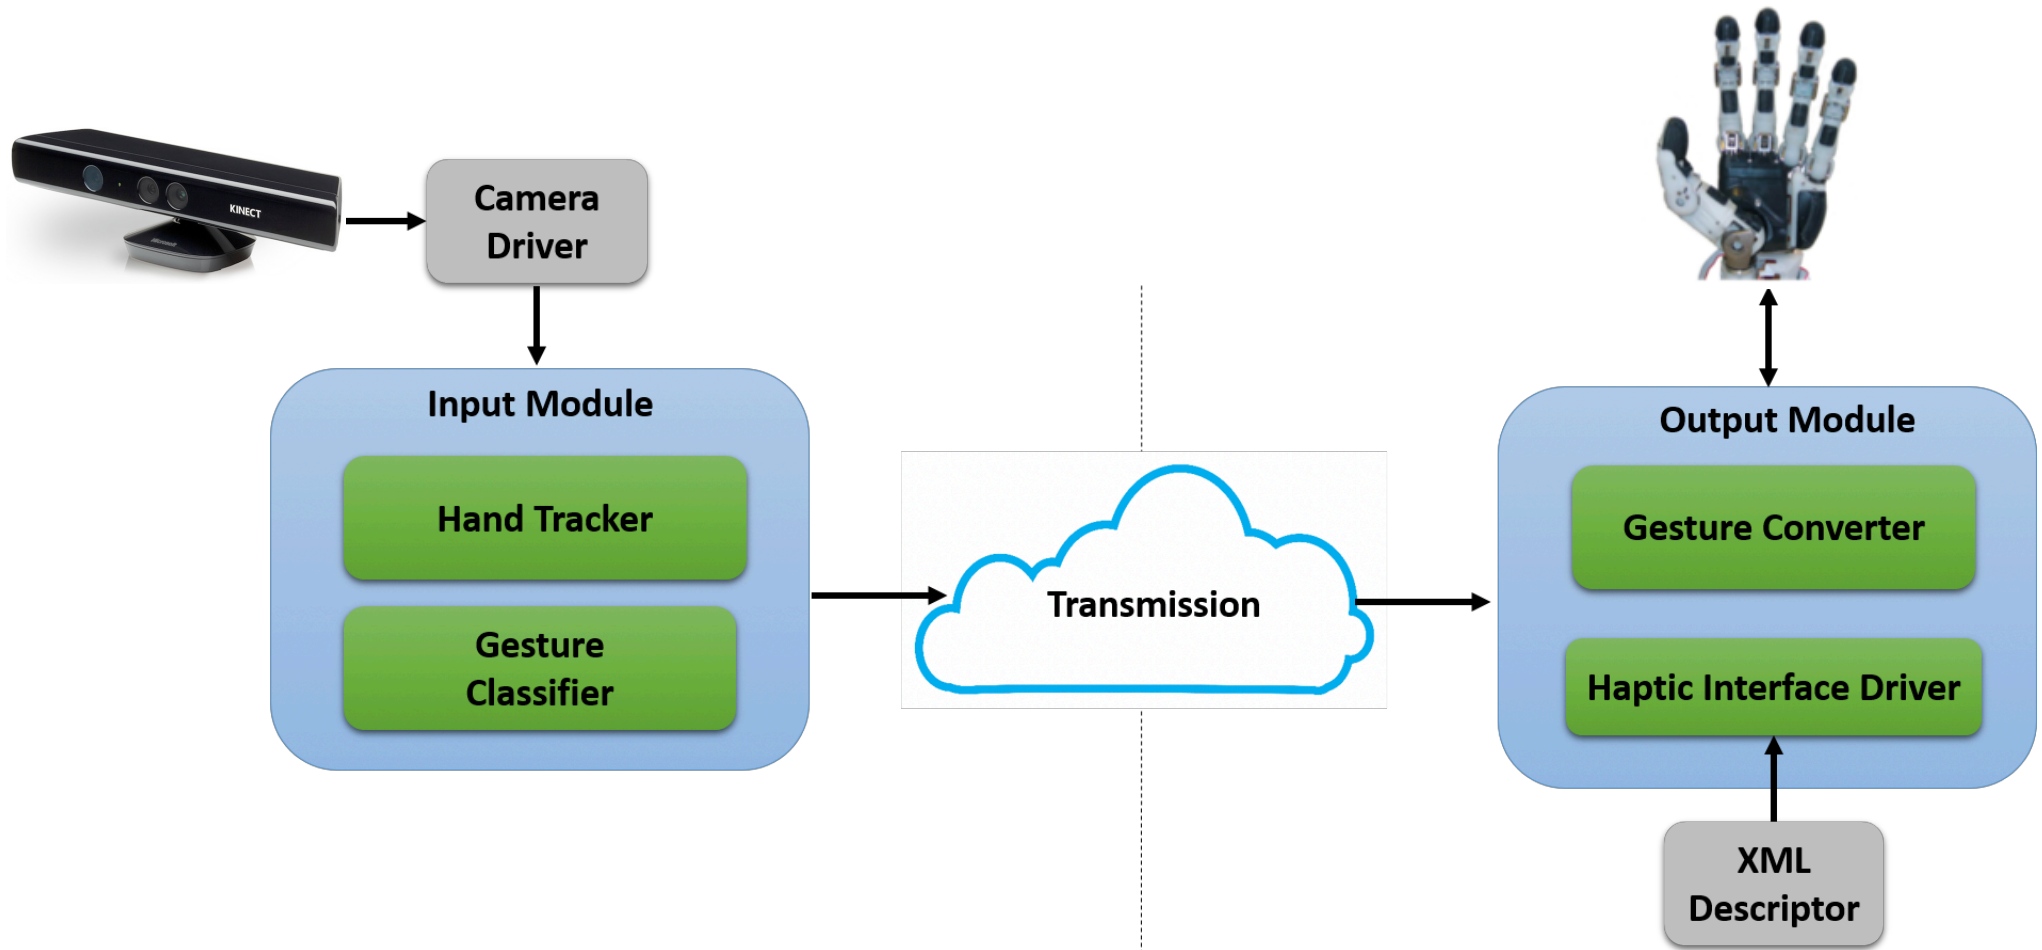 KINECT
Camera
Driver
Input Module
Hand Tracker
Gesture
Classifier
Transmission
Output Module
Gesture Converter
Haptic Interface Driver
XML
Descriptor